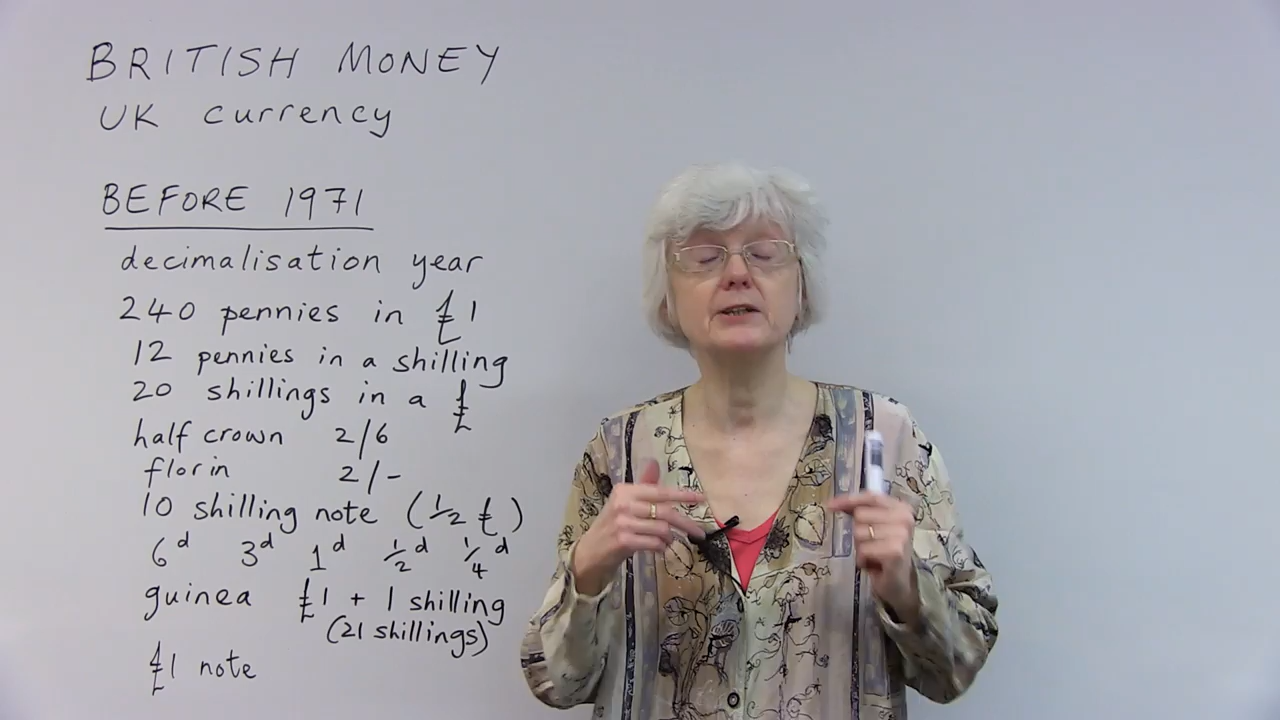 BRITISH MONEY
UK currency
BEFORE 1971
decimalisation year
240 pennies in £1
12 pennies in a shilling
20 shillings in a £
half crown 2/6
florin 2/-
10 shilling note (1/2 £)
6d 3d 1d 1/2d 1/4d
guinea £1 + 1 shilling
(21 shillings)
£1 note